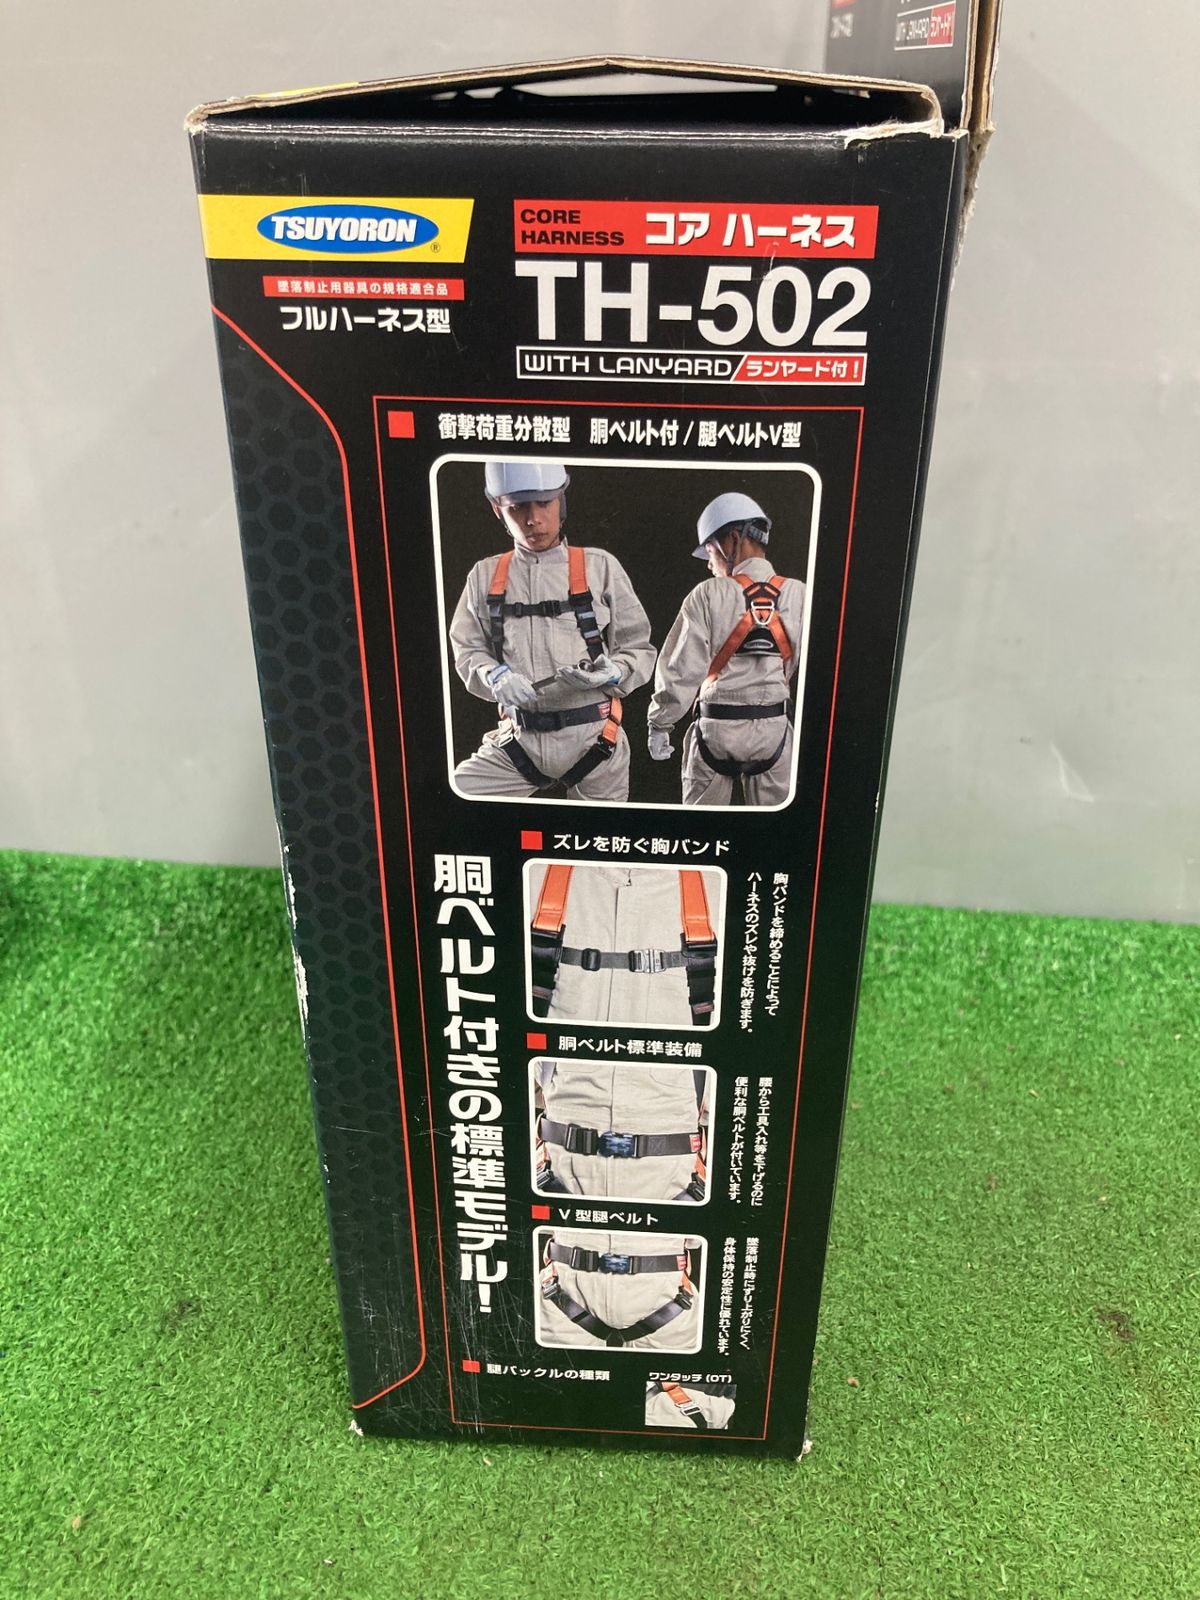 TSUYORON®
墜落制止用器具の規格適合品
フルハーネス型
CORE
HARNESS
コア ハーネス
TH-502
WITH LANYARD/ランヤード付!
衝撃荷重分散型 胴ベルト付/腿ベルトV型
胴ベルト付きの標準モデル!
ズレを防ぐ胸バンド
胸バンドを締めることによって
ハーネスのズレや抜けを防ぎます。
胴ベルト標準装備
腰から工具入れ等を下げるのに
便利な胴ベルトが付いています。
V型腿ベルト
墜落制止時にずり上がりにくく、
身体保持の安定性に優れています。
腿バックルの種類
ワンタッチ(OT)